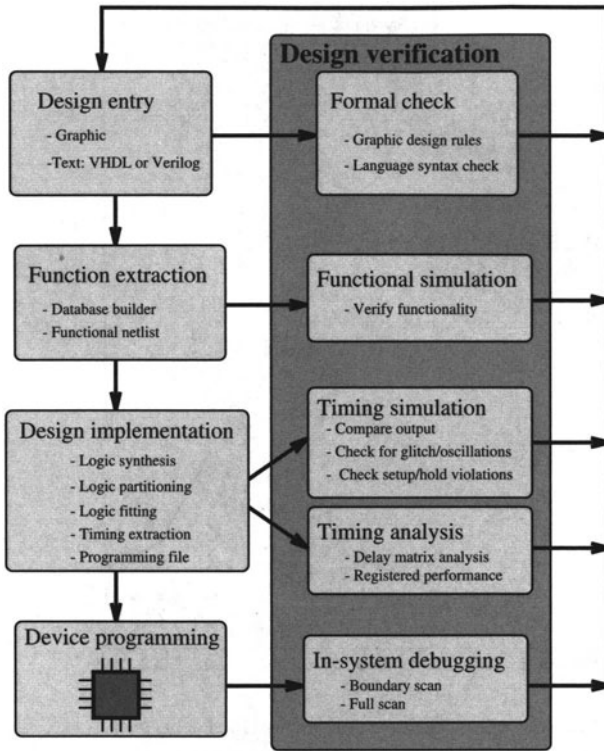 Design verification
Design entry
- Graphic
-Text: VHDL or Verilog
Formal check
- Graphic design rules
- Language syntax check
Function extraction
- Database builder
- Functional netlist
Functional simulation
- Verify functionality
Design implementation
- Logic synthesis
- Logic partitioning
- Logic fitting
- Timing extraction
- Programming file
Timing simulation
- Compare output
- Check for glitch/oscillations
- Check setup/hold violations
Timing analysis
- Delay matrix analysis
- Registered performance
Device programming
In-system debugging
- Boundary scan
- Full scan